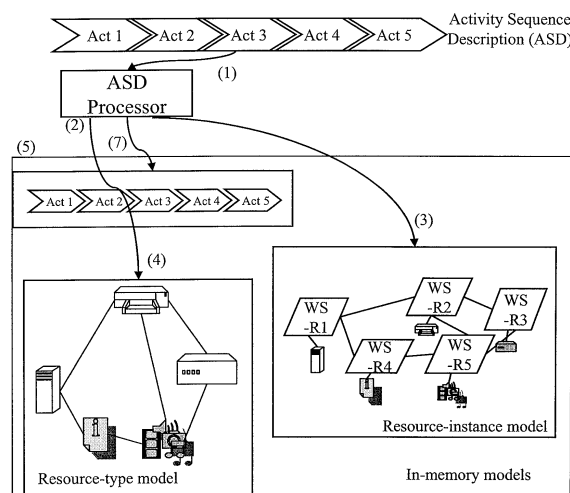 Act 1 Act 2 Act 3 Act 4 Act 5
Activity Sequence
Description (ASD)
(1)
ASD
Processor
(2)
(7)
(5)
Act 1 Act 2 Act 3 Act 4 Act 5
(3)
(4)
WS
-R1
WS
-R2
WS
-R3
WS
-R4
WS
-R5
i
i
Resource-instance model
Resource-type model
In-memory models